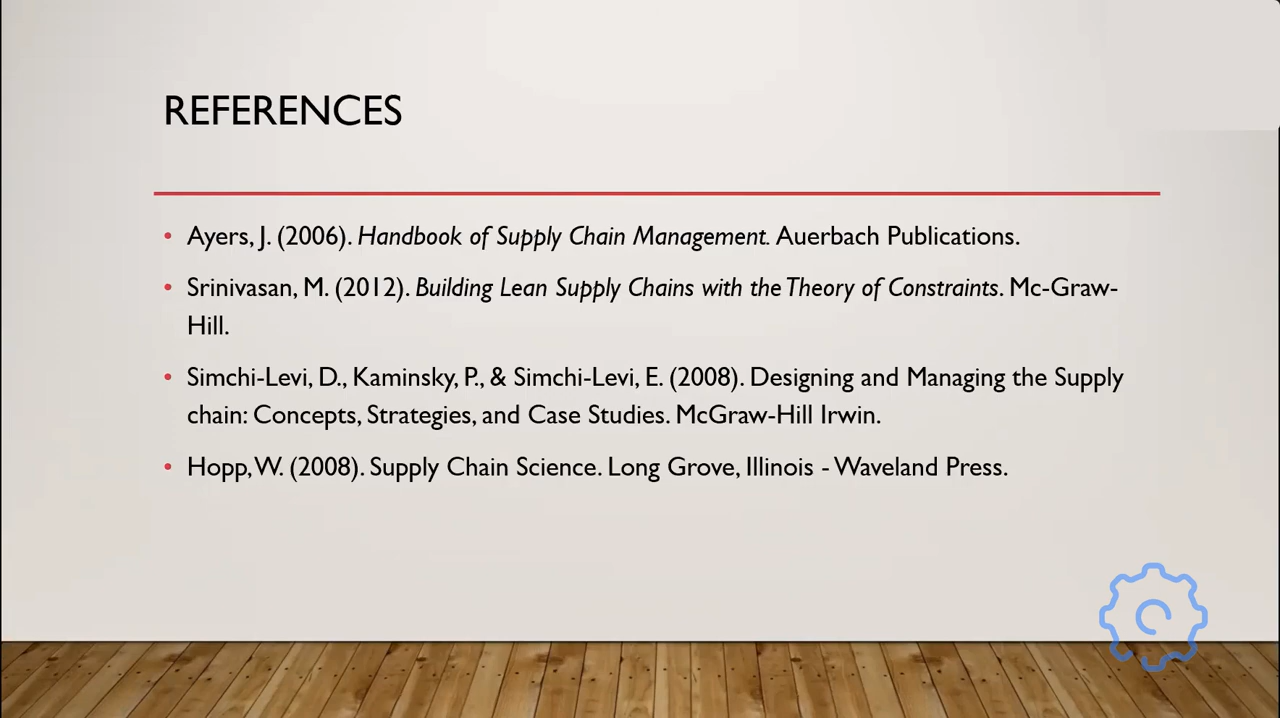 REFERENCES
Ayers, J. (2006). Handbook of Supply Chain Management. Auerbach Publications.
Srinivasan, M. (2012). Building Lean Supply Chains with the Theory of Constraints. Mc-Graw-
Hill.
Simchi-Levi, D., Kaminsky, P., & Simchi-Levi, E. (2008). Designing and Managing the Supply
chain: Concepts, Strategies, and Case Studies. McGraw-Hill Irwin.
Hopp, W. (2008). Supply Chain Science. Long Grove, Illinois - Waveland Press.